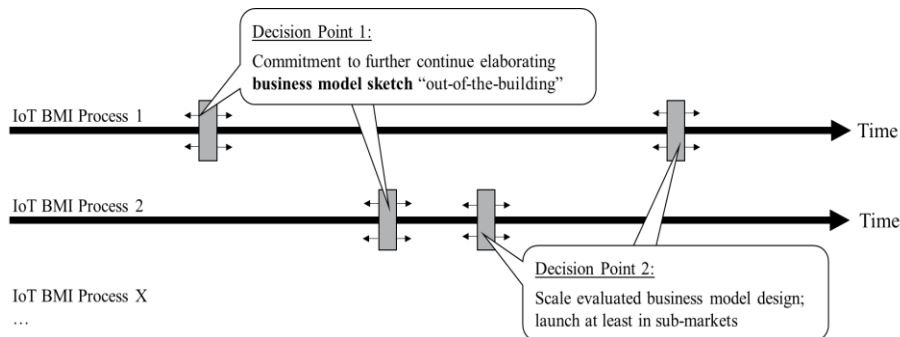 Decision Point 1:
Commitment to further continue elaborating
business model sketch “out-of-the-building”
IoT BMI Process 1
Time
IoT BMI Process 2
Time
Decision Point 2:
Scale evaluated business model design;
launch at least in sub-markets
IoT BMI Process X
…